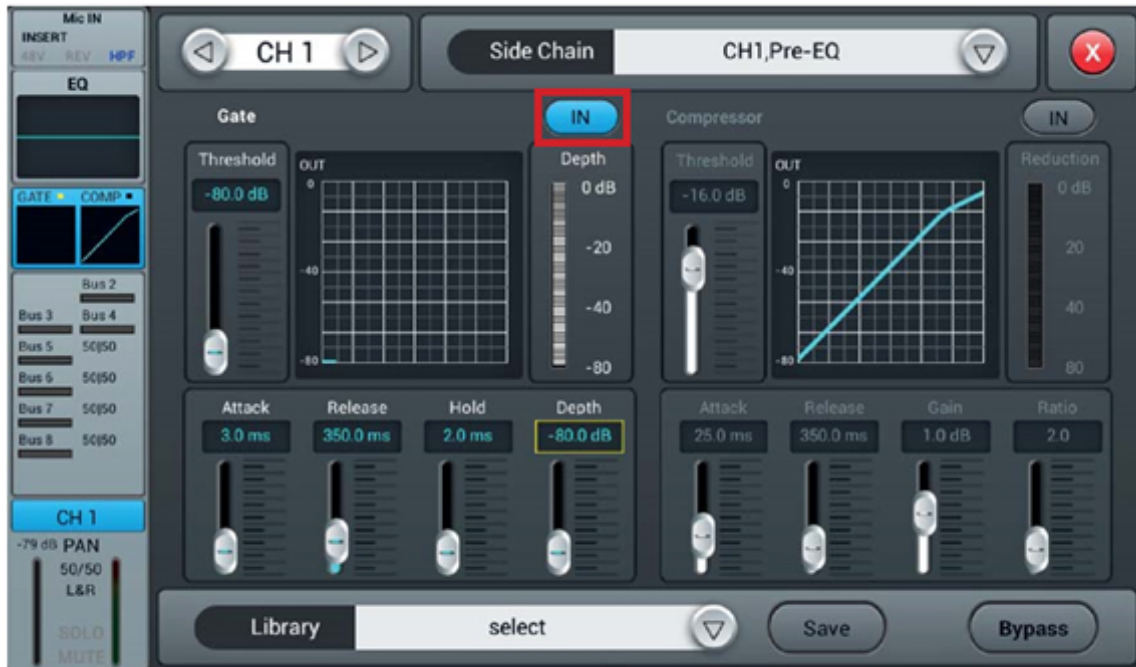 Mic IN
INSERT
48V REV HPF
EQ
GATE COMP
Bus 2
Bus 3 Bus 4
Bus 5 50|50
Bus 6 50|50
Bus 7 50|50
Bus 8 50|50
CH 1
-79 dB PAN
50/50
L&R
SOLO
MUTE
CH 1
Side Chain CH1,Pre-EQ
X
Gate IN
Threshold
-80.0 dB
OUT
0
-40
-80
Depth
0 dB
-20
-40
-80
Attack Release Hold Depth
3.0 ms 350.0 ms 2.0 ms -80.0 dB
Compressor IN
Threshold
-16.0 dB
OUT
0
-40
-80
Reduction
0 dB
20
40
80
Attack Release Gain Ratio
25.0 ms 350.0 ms 1.0 dB 2.0
Library select Save Bypass